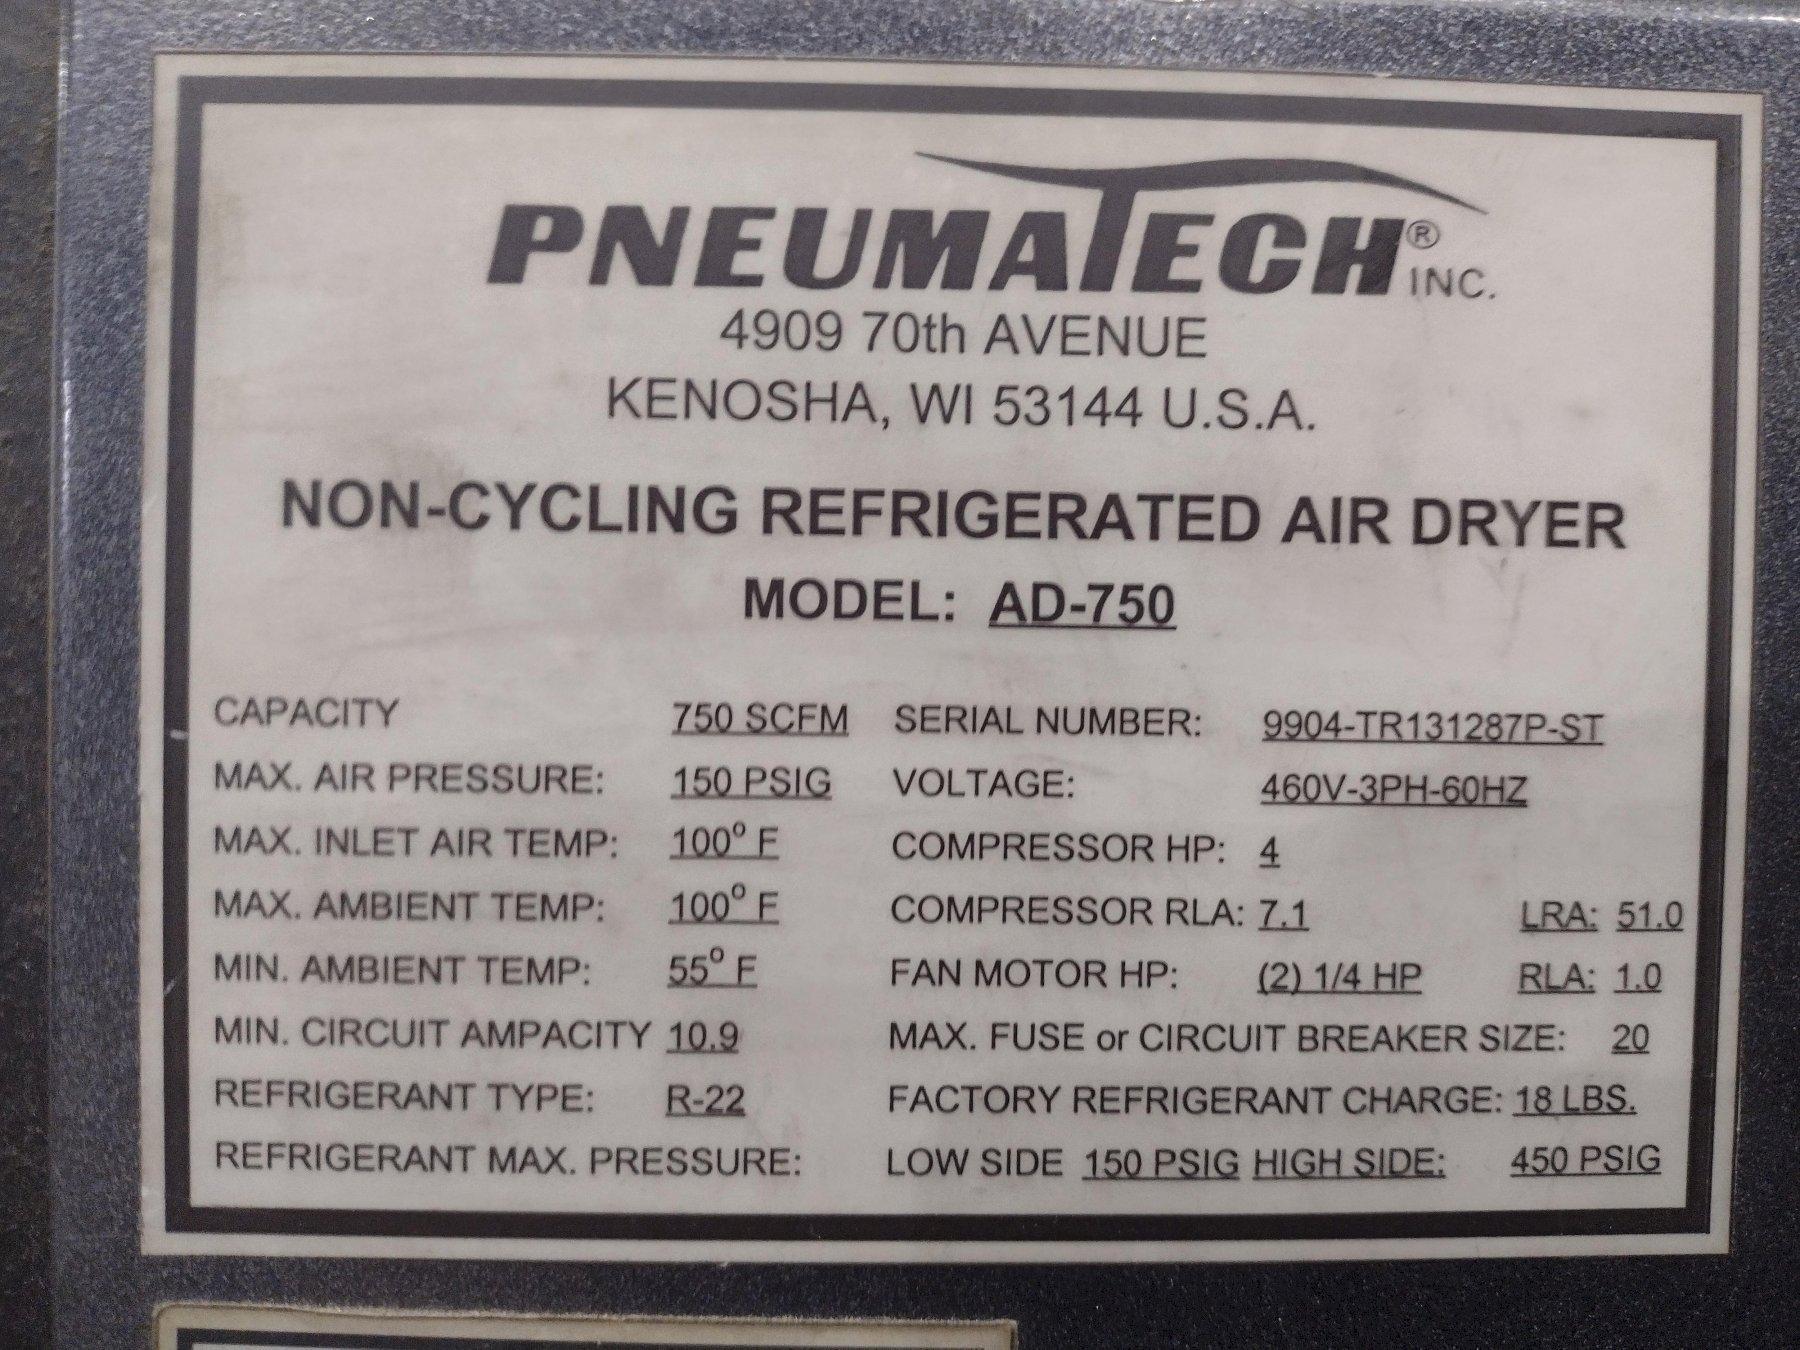 PNEUMATECH® INC.
4909 70th AVENUE
KENOSHA, WI 53144 U.S.A.
NON-CYCLING REFRIGERATED AIR DRYER
MODEL: AD-750
CAPACITY 750 SCFM SERIAL NUMBER: 9904-TR131287P-ST
MAX. AIR PRESSURE: 150 PSIG VOLTAGE: 460V-3PH-60HZ
MAX. INLET AIR TEMP: 100° F COMPRESSOR HP: 4
MAX. AMBIENT TEMP: 100° F COMPRESSOR RLA: 7.1 LRA: 51.0
MIN. AMBIENT TEMP: 55° F FAN MOTOR HP: (2) 1/4 HP RLA: 1.0
MIN. CIRCUIT AMPACITY 10.9 MAX. FUSE or CIRCUIT BREAKER SIZE: 20
REFRIGERANT TYPE: R-22 FACTORY REFRIGERANT CHARGE: 18 LBS.
REFRIGERANT MAX. PRESSURE: LOW SIDE 150 PSIG HIGH SIDE: 450 PSIG